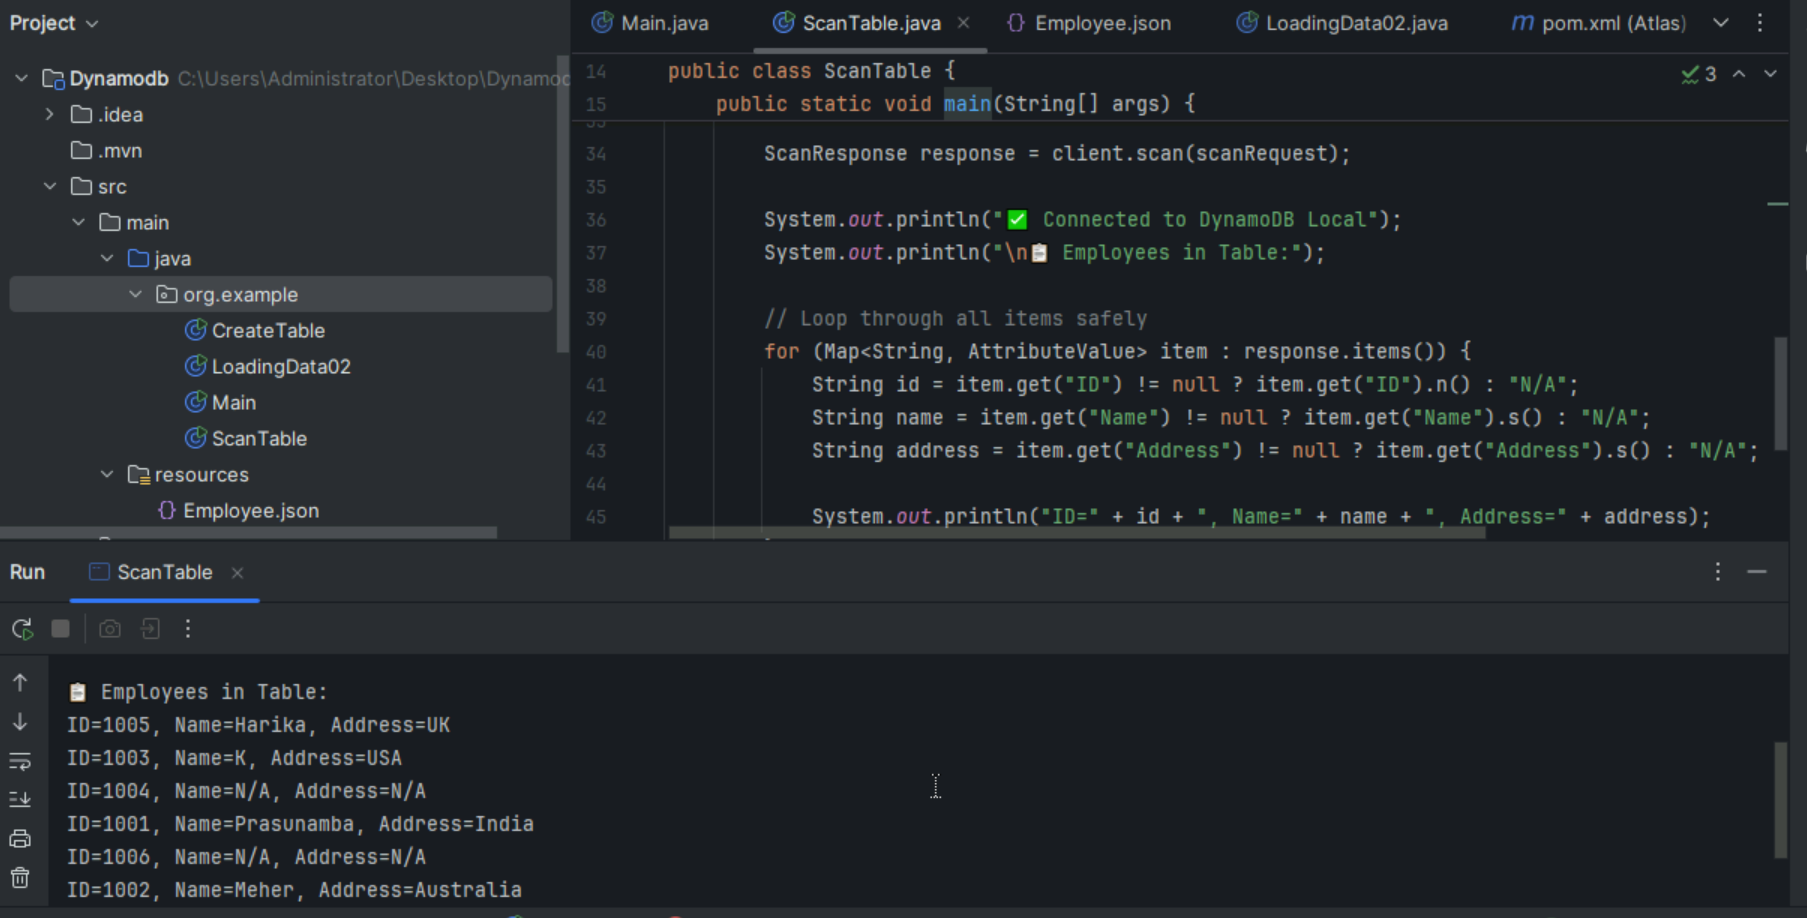 Project
Dynamodb C:\Users\Administrator\Desktop\Dynamod
.idea
.mvn
src
main
java
org.example
CreateTable
LoadingData02
Main
ScanTable
resources
Employee.json
Main.java ScanTable.java Employee.json LoadingData02.java pom.xml (Atlas)
3
14 public class ScanTable {
15 public static void main(String[] args) {
34 ScanResponse response = client.scan(scanRequest);
35
36 System.out.println("✅ Connected to DynamoDB Local");
37 System.out.println("\n📋 Employees in Table:");
38
39 // Loop through all items safely
40 for (Map<String, AttributeValue> item : response.items()) {
41 String id = item.get("ID") != null ? item.get("ID").n() : "N/A";
42 String name = item.get("Name") != null ? item.get("Name").s() : "N/A";
43 String address = item.get("Address") != null ? item.get("Address").s() : "N/A";
44
45 System.out.println("ID=" + id + ", Name=" + name + ", Address=" + address);
Run ScanTable
📋 Employees in Table:
ID=1005, Name=Harika, Address=UK
ID=1003, Name=K, Address=USA
ID=1004, Name=N/A, Address=N/A
ID=1001, Name=Prasunamba, Address=India
ID=1006, Name=N/A, Address=N/A
ID=1002, Name=Meher, Address=Australia